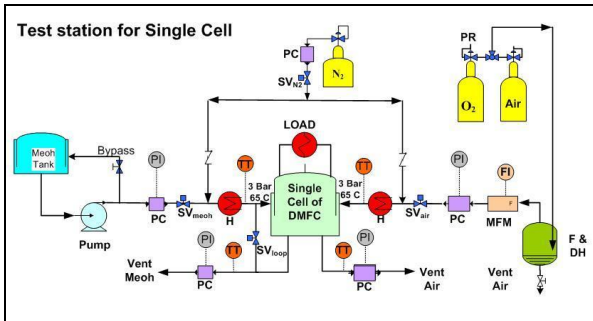 Test station for Single Cell
PC
N₂
SV_N2
PR
O₂
Air
LOAD
Meoh
Tank
Bypass
PI
TT
3 Bar
65 C
Single
Cell of
DMFC
3 Bar
65 C
TT
PI
FI
Pump
PC
SV_meoh
H
H
SV_air
PC
MFM
F
F &
DH
SV_loop
PI
TT
TT
PI
Vent
Meoh
PC
PC
Vent
Air
Vent
Air